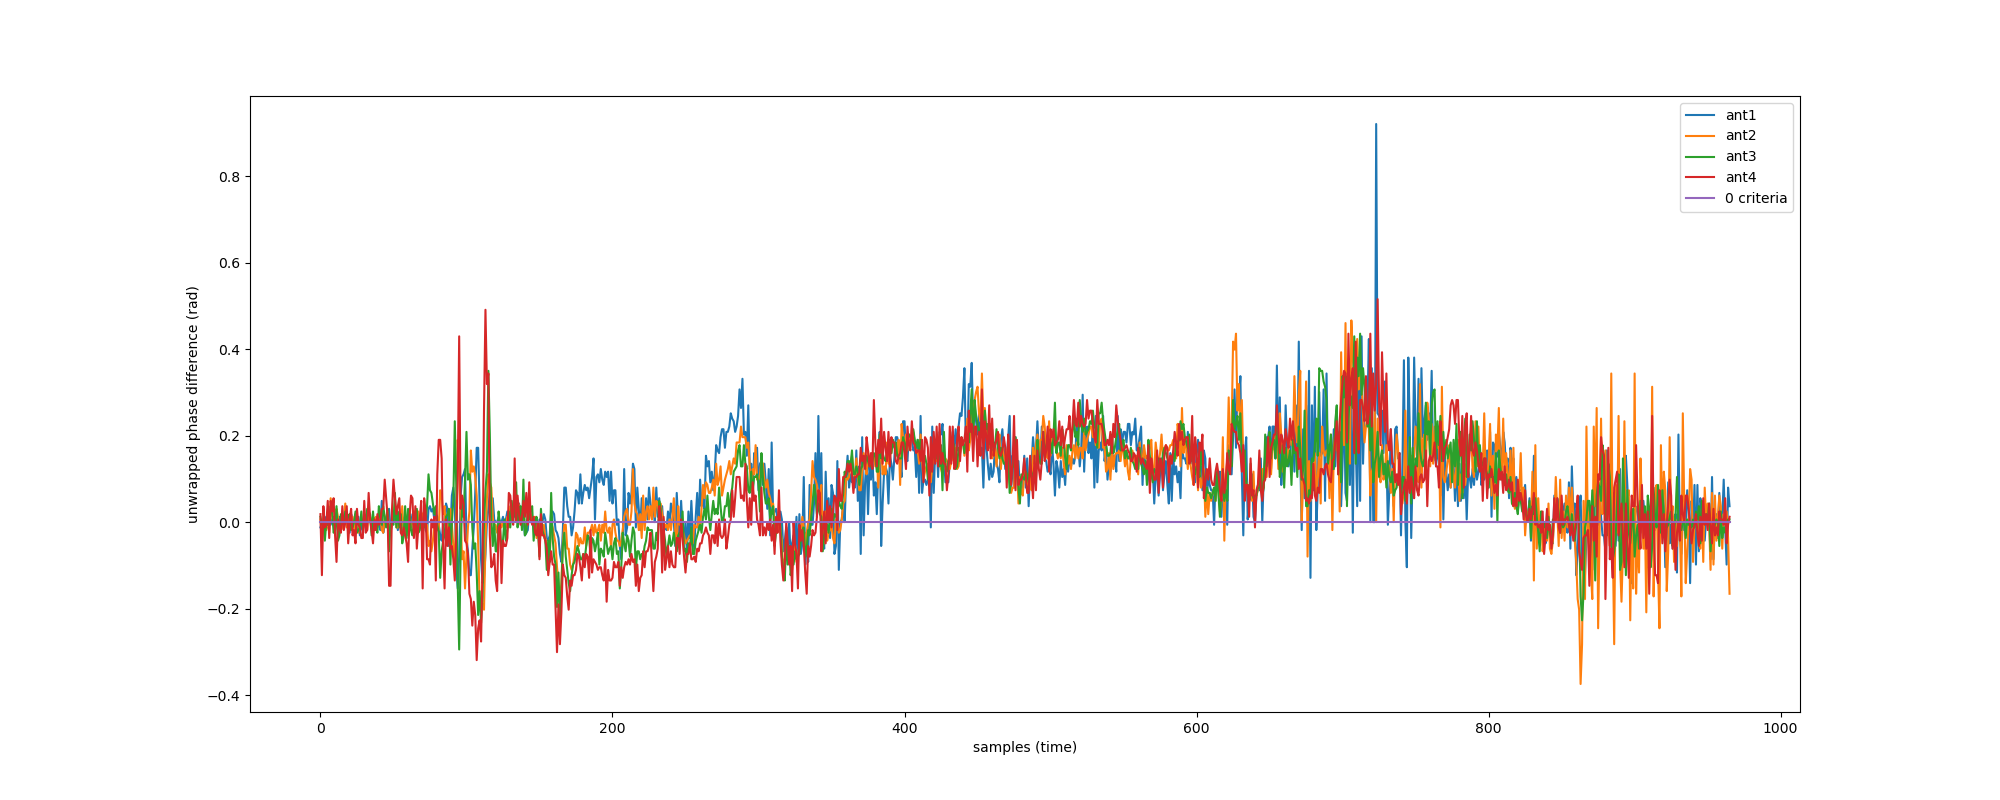 ant1
ant2
ant3
ant4
0 criteria
unwrapped phase difference (rad)
0.8
0.6
0.4
0.2
0.0
−0.2
−0.4
0 200 400 600 800 1000
samples (time)